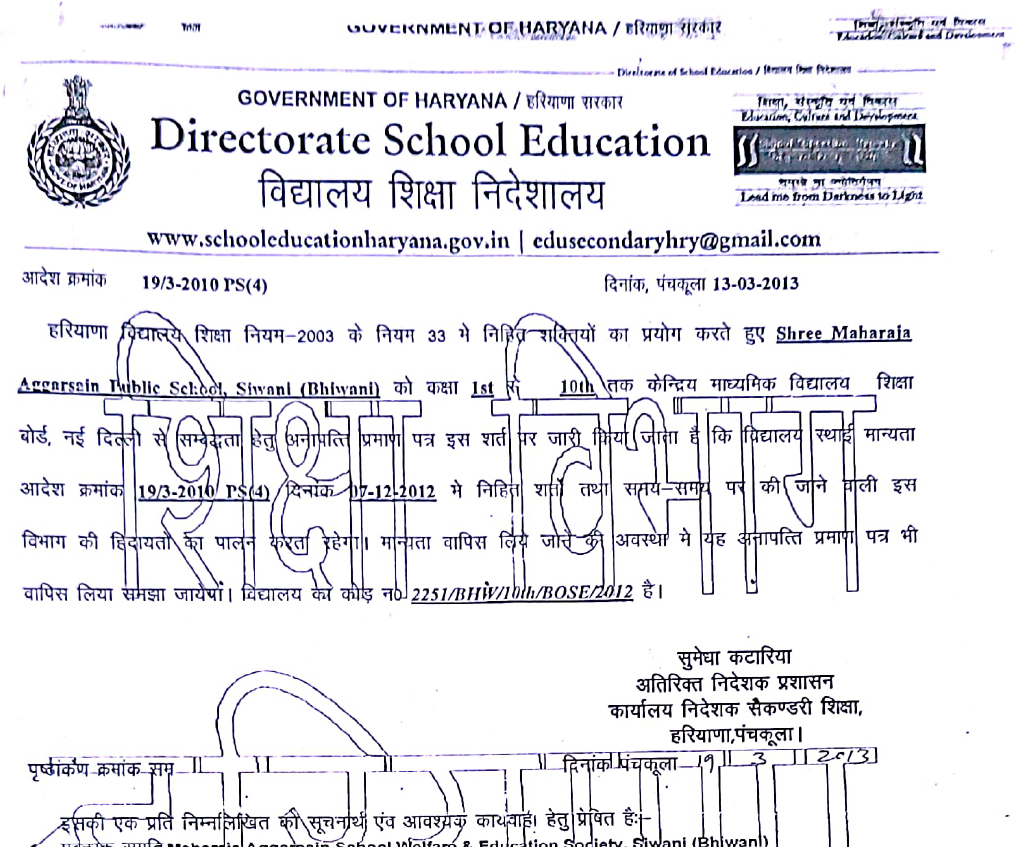 GOVERNMENT OF HARYANA / हरियाणा सरकार
Directorate of School Education / विद्यालय शिक्षा निदेशालय
GOVERNMENT OF HARYANA / हरियाणा सरकार
शिक्षा, संस्कृति एवं विकास
Education, Culture and Development
Directorate School Education
विद्यालय शिक्षा निदेशालय
Lead me from Darkness to Light
www.schooleducationharyana.gov.in | edusecondaryhry@gmail.com
आदेश क्रमांक 19/3-2010 PS(4) दिनांक, पंचकूला 13-03-2013
हरियाणा विद्यालय शिक्षा नियम-2003 के नियम 33 मे निहित शक्तियों का प्रयोग करते हुए Shree Maharaja
Aggarsain Public School, Siwani (Bhiwani) को कक्षा 1st से 10th तक केन्द्रिय माध्यमिक विद्यालय शिक्षा
बोर्ड, नई दिल्ली से सम्बद्धता हेतु अनापत्ति प्रमाण पत्र इस शर्त पर जारी किया जाता है कि विद्यालय स्थाई मान्यता
आदेश क्रमांक 19/3-2010 PS(4) दिनांक 07-12-2012 मे निहित शर्तों तथा समय-समय पर की जाने वाली इस
विभाग की हिदायतों का पालन करता रहेगा। मान्यता वापिस लिये जाने की अवस्था मे यह अनापत्ति प्रमाण पत्र भी
वापिस लिया समझा जायेगा। विद्यालय का कोड़ न० 2251/BHW/10th/BOSE/2012 है।
सुमेधा कटारिया
अतिरिक्त निदेशक प्रशासन
कार्यालय निदेशक सैकण्डरी शिक्षा,
हरियाणा,पंचकूला।
पृष्ठांकण क्रमांक सम दिनांक पंचकूला 19 3 2013
इसकी एक प्रति निम्नलिखित को सूचनार्थ एंव आवश्यक कार्यवाही हेतु प्रेषित है:-
Maharaja Aggarsain School Welfare & Education Society, Siwani (Bhiwani)